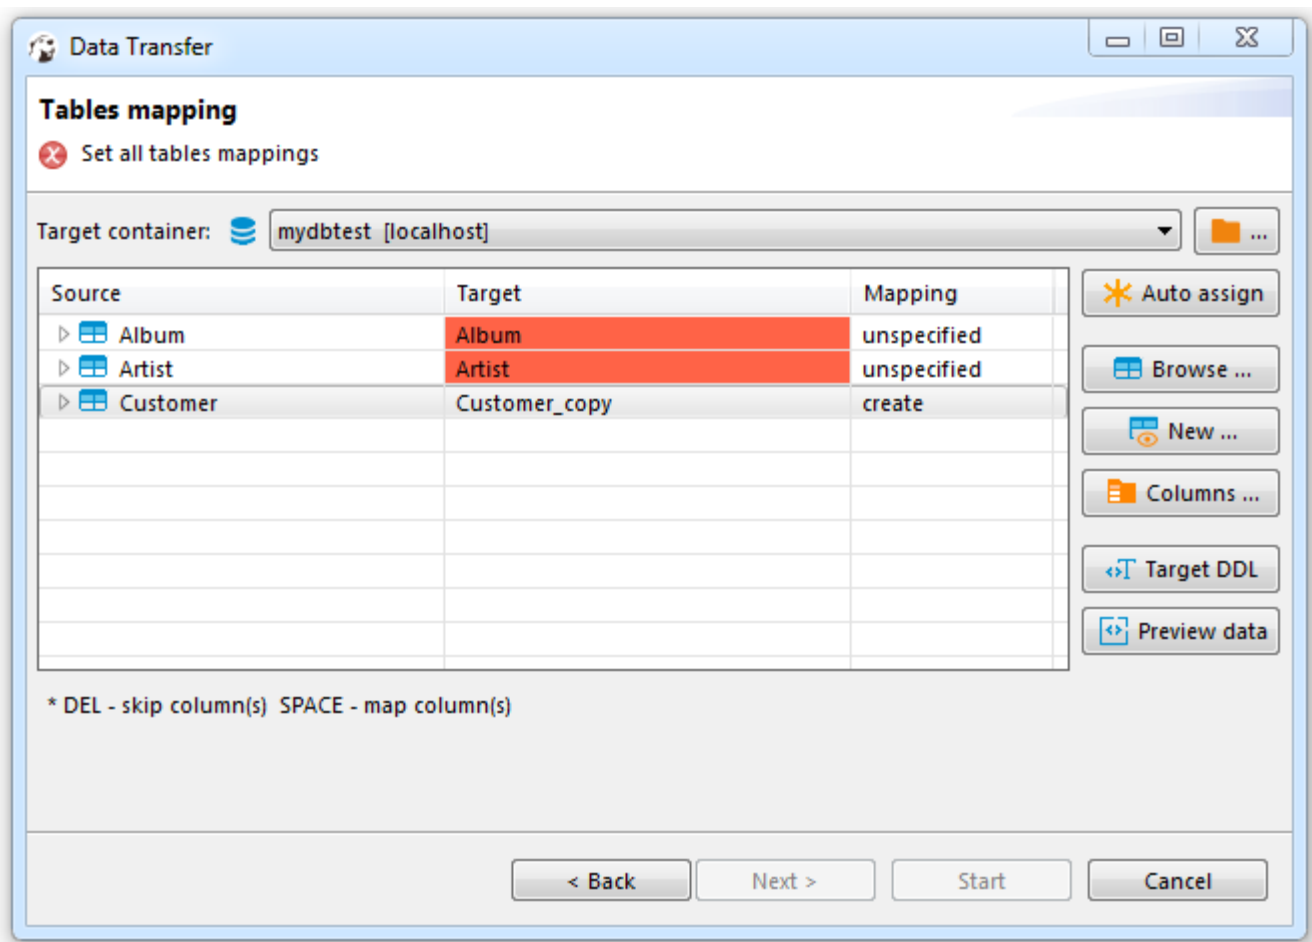 Data Transfer
Tables mapping
Set all tables mappings
Target container: mydbtest [localhost] ...
Source Target Mapping Auto assign
Album Album unspecified
Artist Artist unspecified Browse ...
Customer Customer_copy create
New ...
Columns ...
Target DDL
Preview data
* DEL - skip column(s) SPACE - map column(s)
< Back Next > Start Cancel